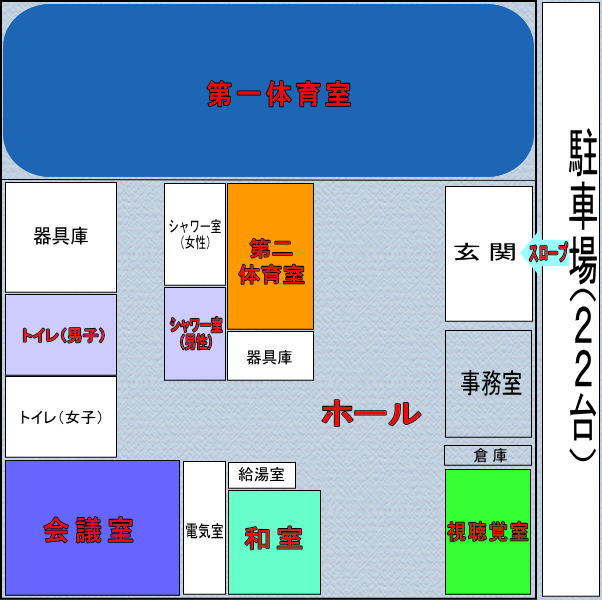 第一体育室
器具庫
シャワー室
(女性)
第二
体育室
玄関
スロープ
駐車場(22台)
トイレ(男子)
シャワー室
(男性)
器具庫
事務室
トイレ(女子)
ホール
倉庫
会議室
電気室
給湯室
和室
視聴覚室